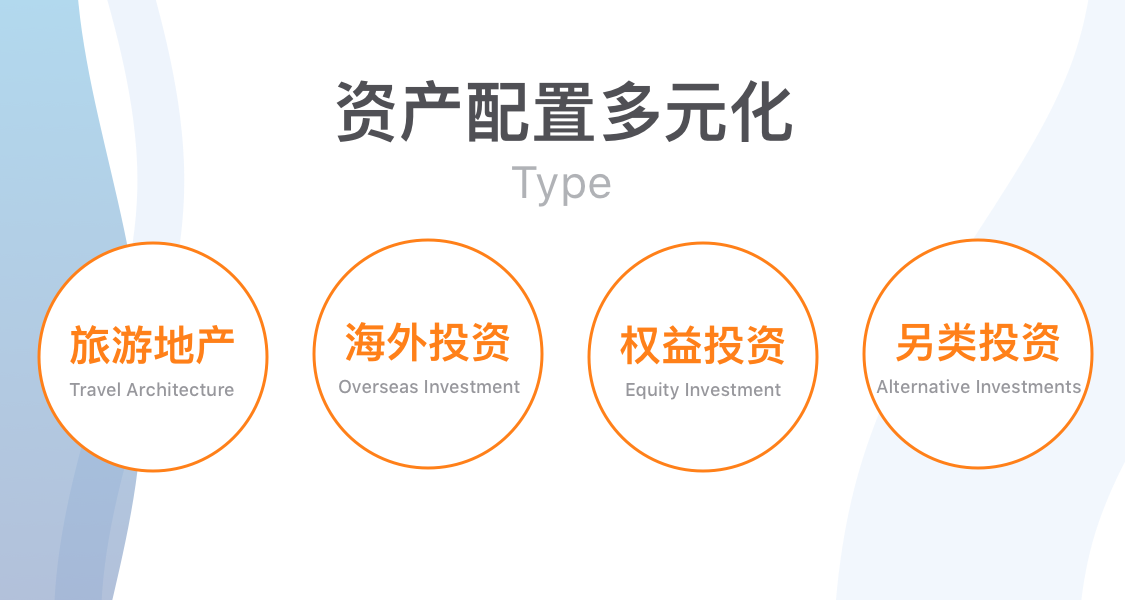 资产配置多元化
Type
旅游地产
Travel Architecture
海外投资
Overseas Investment
权益投资
Equity Investment
另类投资
Alternative Investments